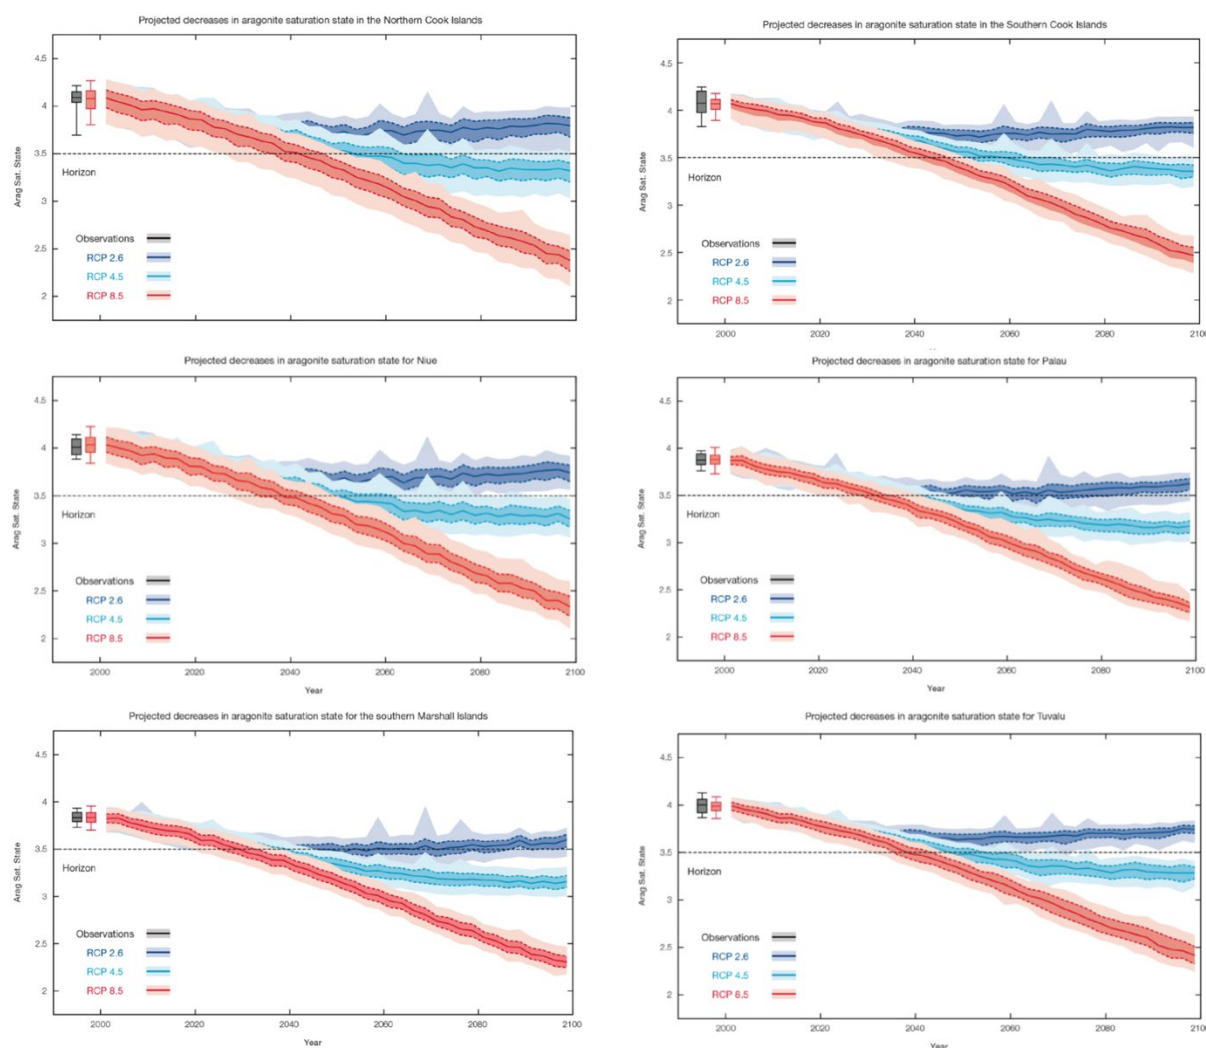 Projected decreases in aragonite saturation state in the Northern Cook Islands
4.5
4
3.5
3
2.5
2
Arag Sat. State
Horizon
Observations
RCP 2.6
RCP 4.5
RCP 8.5
Projected decreases in aragonite saturation state in the Southern Cook Islands
4.5
4
3.5
3
2.5
2
Arag Sat. State
Horizon
Observations
RCP 2.6
RCP 4.5
RCP 8.5
2000 2020 2040 2060 2080 2100
Projected decreases in aragonite saturation state for Niue
4.5
4
3.5
3
2.5
2
Arag Sat. State
Horizon
Observations
RCP 2.6
RCP 4.5
RCP 8.5
2000 2020 2040 2060 2080 2100
Year
Projected decreases in aragonite saturation state for Palau
4.5
4
3.5
3
2.5
2
Arag Sat. State
Horizon
Observations
RCP 2.6
RCP 4.5
RCP 8.5
2000 2020 2040 2060 2080 2100
Year
Projected decreases in aragonite saturation state for the southern Marshall Islands
4.5
4
3.5
3
2.5
2
Arag Sat. State
Horizon
Observations
RCP 2.6
RCP 4.5
RCP 8.5
2000 2020 2040 2060 2080 2100
Year
Projected decreases in aragonite saturation state for Tuvalu
4.5
4
3.5
3
2.5
2
Arag Sat. State
Horizon
Observations
RCP 2.6
RCP 4.5
RCP 8.5
2000 2020 2040 2060 2080 2100
Year